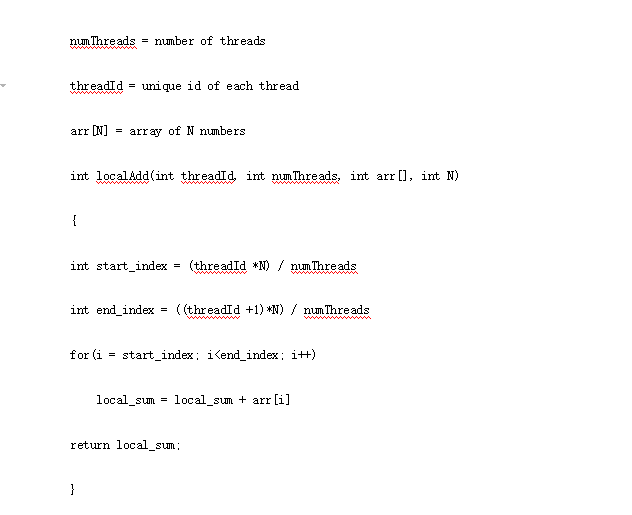 numThreads = number of threads
threadId = unique id of each thread
arr[N] = array of N numbers
int localAdd(int threadId, int numThreads, int arr[], int N)
{
int start_index = (threadId *N) / numThreads
int end_index = ((threadId +1)*N) / numThreads
for(i = start_index; i<end_index; i++)
local_sum = local_sum + arr[i]
return local_sum;
}